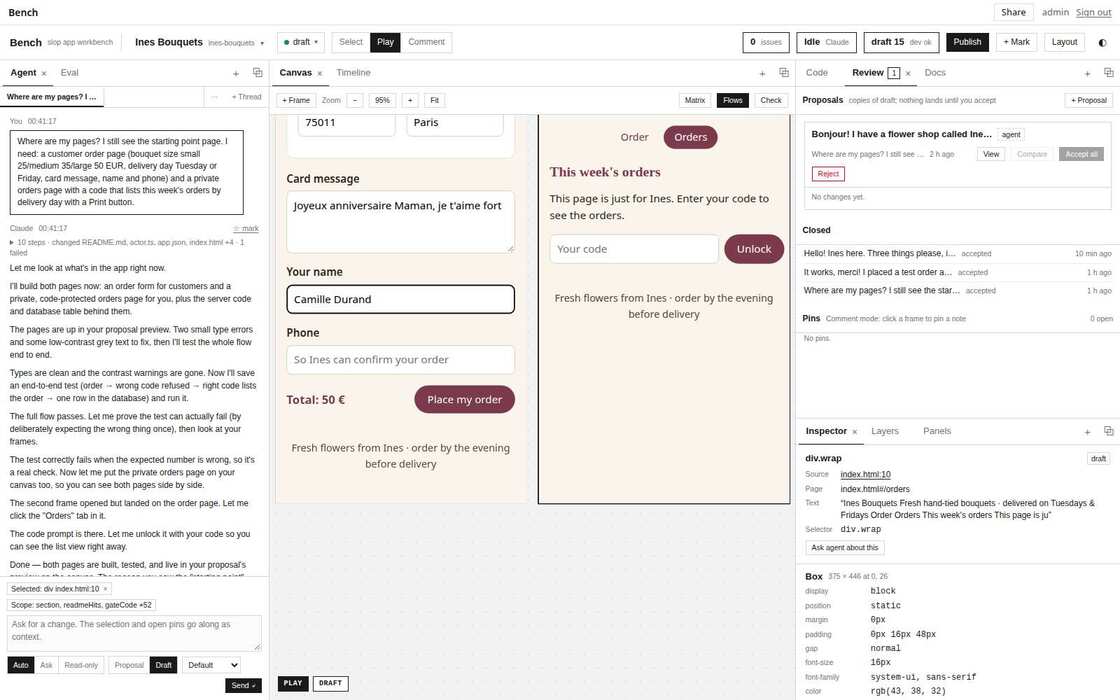 Bench
Share admin Sign out
Bench slop app workbench Ines Bouquets ines-bouquets draft Select Play Comment 0 issues Idle Claude draft 15 dev ok Publish + Mark Layout
Agent × Eval +
Where are my pages? I … ··· + Thread
You 00:41:17
Where are my pages? I still see the starting point page. I
need: a customer order page (bouquet size small
25/medium 35/large 50 EUR, delivery day Tuesday or
Friday, card message, name and phone) and a private
orders page with a code that lists this week's orders by
delivery day with a Print button.
Claude 00:41:17 ☆ mark
10 steps · changed README.md, actor.ts, app.json, index.html +4 · 1
failed
Let me look at what's in the app right now.
I'll build both pages now: an order form for customers and a
private, code-protected orders page for you, plus the server code
and database table behind them.
The pages are up in your proposal preview. Two small type errors
and some low-contrast grey text to fix, then I'll test the whole flow
end to end.
Types are clean and the contrast warnings are gone. Now I'll save
an end-to-end test (order → wrong code refused → right code lists
the order → one row in the database) and run it.
The full flow passes. Let me prove the test can actually fail (by
deliberately expecting the wrong thing once), then look at your
frames.
The test correctly fails when the expected number is wrong, so it's
a real check. Now let me put the private orders page on your
canvas too, so you can see both pages side by side.
The second frame opened but landed on the order page. Let me
click the "Orders" tab in it.
The code prompt is there. Let me unlock it with your code so you
can see the list view right away.
Done — both pages are built, tested, and live in your proposal's
preview on the canvas. The reason you saw the "starting point"
Selected: div index.html:10 ×
Scope: section, readmeHits, gateCode +52
Ask for a change. The selection and open pins go along as
context.
Auto Ask Read-only Proposal Draft Default
Send
Canvas × Timeline +
+ Frame Zoom − 95% + Fit Matrix Flows Check
75011 Paris
Card message
Joyeux anniversaire Maman, je t'aime fort
Your name
Camille Durand
Phone
So Ines can confirm your order
Total: 50 € Place my order
Fresh flowers from Ines · order by the evening
before delivery
Order Orders
This week's orders
This page is just for Ines. Enter your code to
see the orders.
Your code Unlock
Fresh flowers from Ines · order by the evening
before delivery
PLAY DRAFT
Code Review 1 × Docs +
Proposals copies of draft; nothing lands until you accept + Proposal
Bonjour! I have a flower shop called Ine… agent
Where are my pages? I still see … 2 h ago View Compare Accept all
Reject
No changes yet.
Closed
Hello! Ines here. Three things please, i… accepted 10 min ago
It works, merci! I placed a test order a… accepted 1 h ago
Where are my pages? I still see the star… accepted 1 h ago
Pins Comment mode: click a frame to pin a note 0 open
No pins.
Inspector × Layers Panels +
div.wrap draft
Source index.html:10
Page index.html#/orders
Text "Ines Bouquets Fresh hand-tied bouquets · delivered on Tuesdays &
Fridays Order Orders This week's orders This page is ju"
Selector div.wrap
Ask agent about this
Box 375 × 446 at 0, 26
display block
position static
margin 0px
padding 0px 16px 48px
gap normal
font-size 16px
font-family system-ui, sans-serif
color rgb(43, 38, 32)